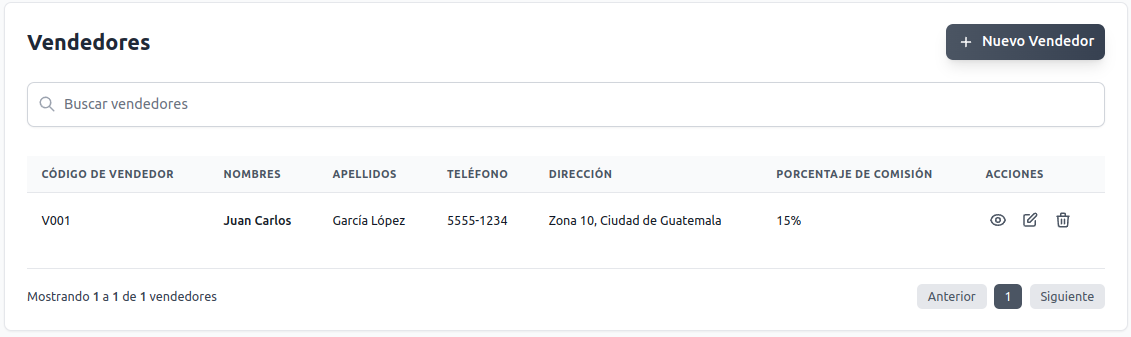 Vendedores
+ Nuevo Vendedor
Buscar vendedores
CÓDIGO DE VENDEDOR NOMBRES APELLIDOS TELÉFONO DIRECCIÓN PORCENTAJE DE COMISIÓN ACCIONES
V001 Juan Carlos García López 5555-1234 Zona 10, Ciudad de Guatemala 15%
Mostrando 1 a 1 de 1 vendedores Anterior 1 Siguiente